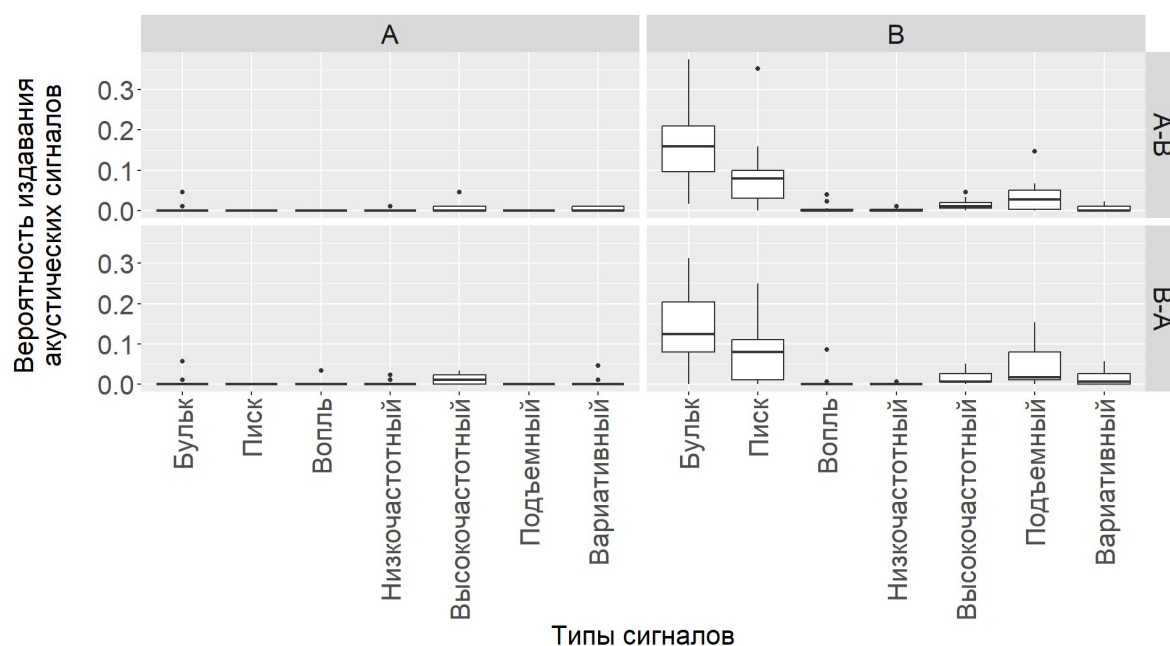 A
B
Вероятность издавания
акустических сигналов
0.3
0.2
0.1
0.0
A-B
0.3
0.2
0.1
0.0
B-A
Бульк
Писк
Вопль
Низкочастотный
Высокочастотный
Подъемный
Вариативный
Бульк
Писк
Вопль
Низкочастотный
Высокочастотный
Подъемный
Вариативный
Типы сигналов